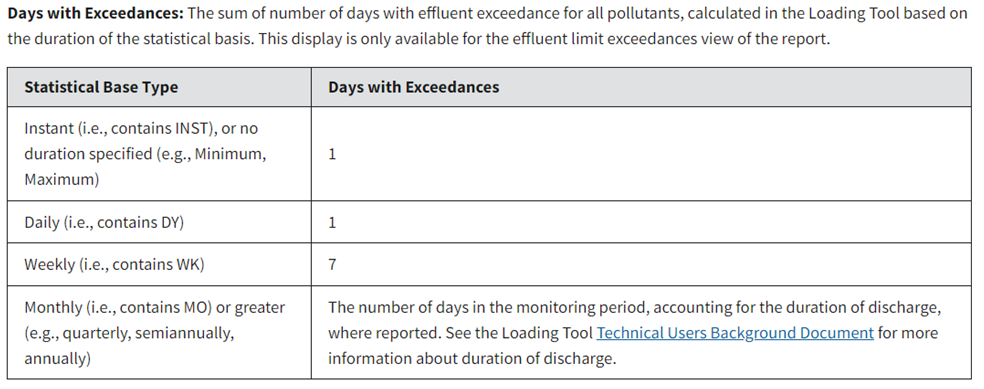 Days with Exceedances: The sum of number of days with effluent exceedance for all pollutants, calculated in the Loading Tool based on
the duration of the statistical basis. This display is only available for the effluent limit exceedances view of the report.
Statistical Base Type
Days with Exceedances
Instant (i.e., contains INST), or no
duration specified (e.g., Minimum,
Maximum)
1
Daily (i.e., contains DY)
1
Weekly (i.e., contains WK)
7
Monthly (i.e., contains MO) or greater
(e.g., quarterly, semiannually,
annually)
The number of days in the monitoring period, accounting for the duration of discharge,
where reported. See the Loading Tool Technical Users Background Document for more
information about duration of discharge.